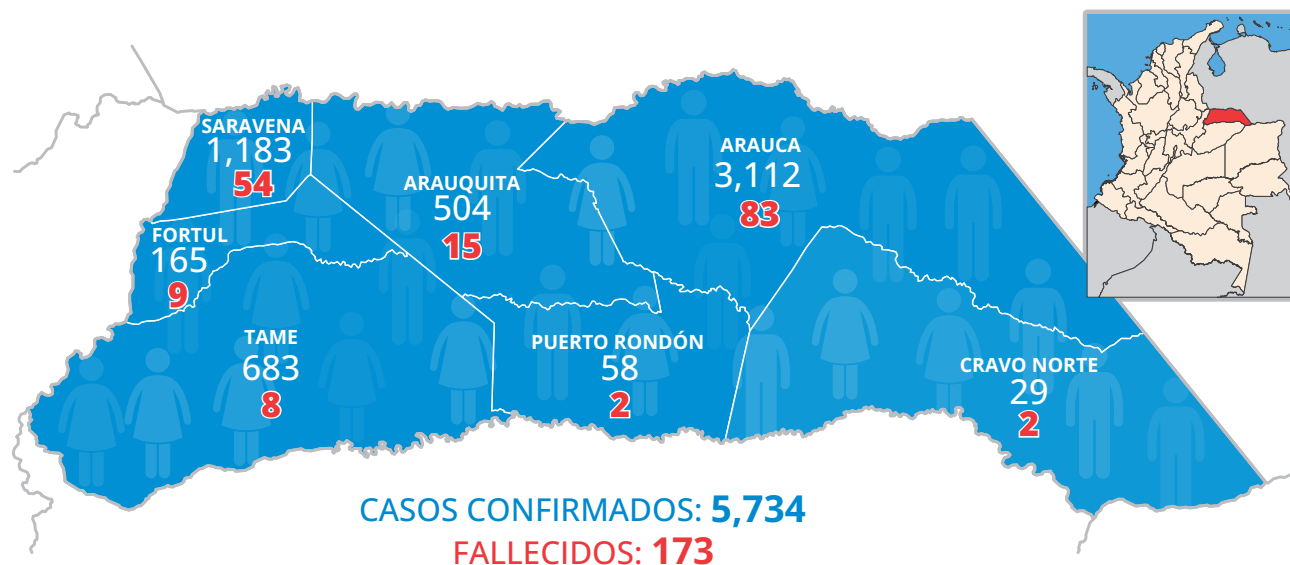 SARAVENA
1,183
54
ARAUQUITA
504
15
ARAUCA
3,112
83
FORTUL
165
9
TAME
683
8
PUERTO RONDÓN
58
2
CRAVO NORTE
29
2
CASOS CONFIRMADOS: 5,734
FALLECIDOS: 173